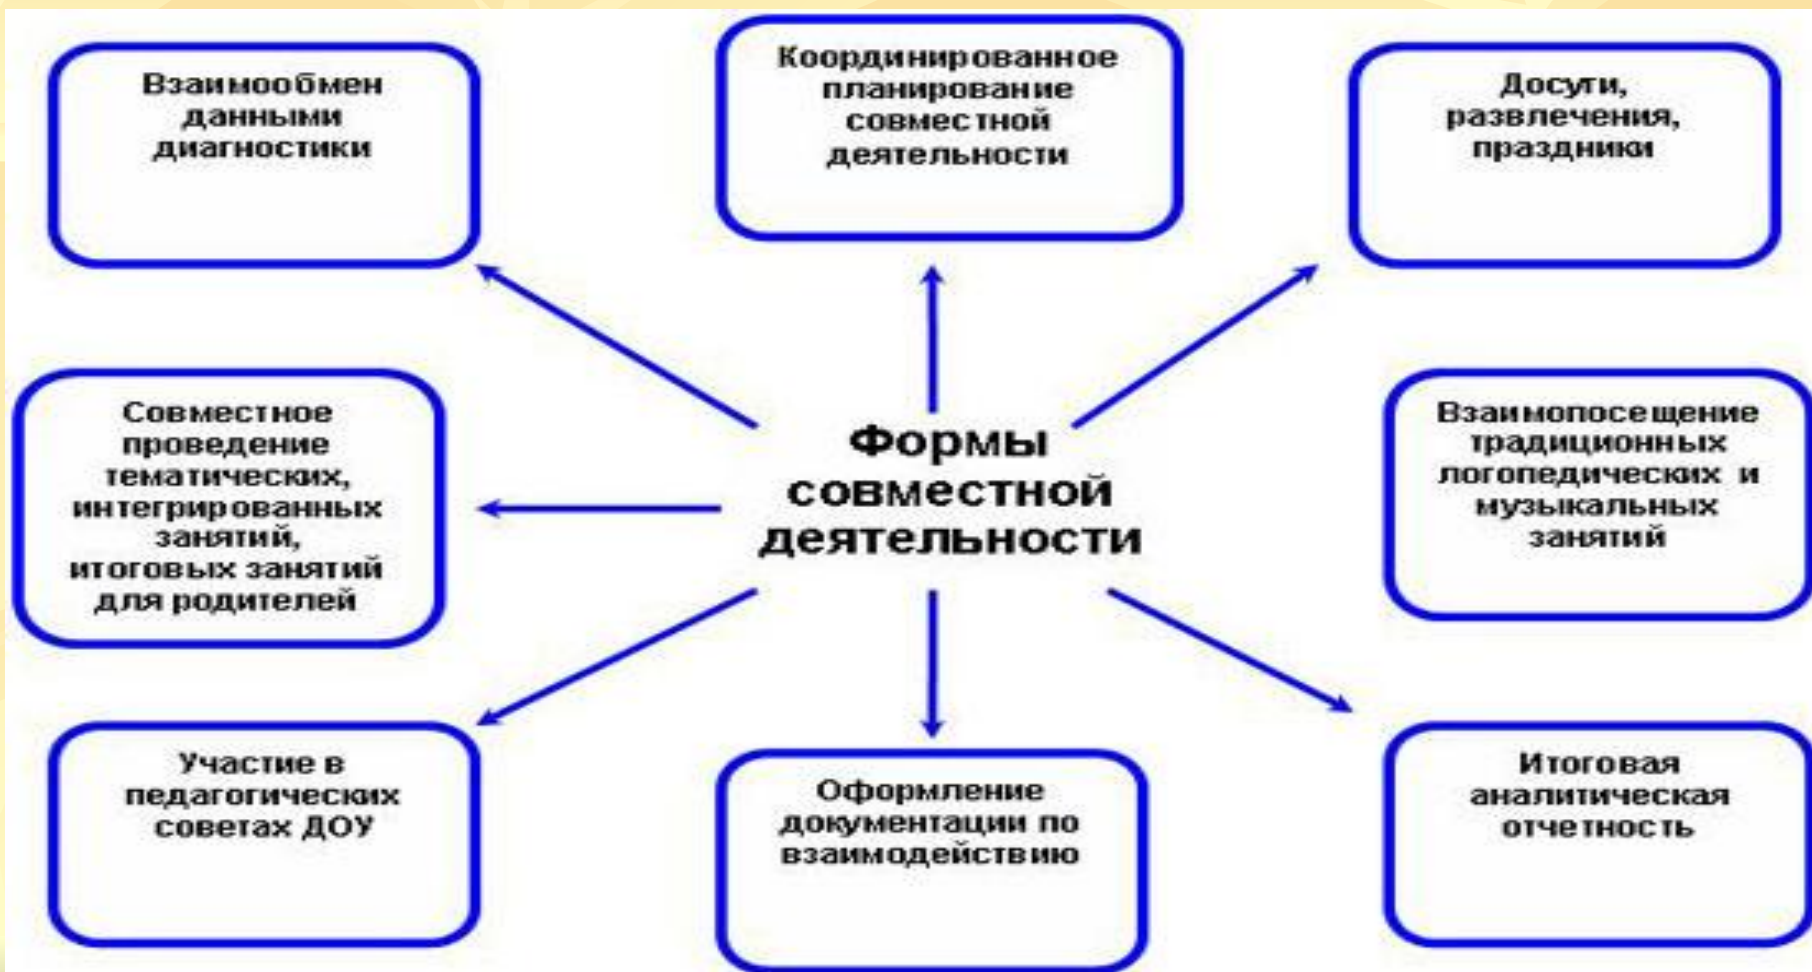 Взаимообмен
данными
диагностики
Координированное
планирование
совместной
деятельности
Досуги,
развлечения,
праздники
Совместное
проведение
тематических,
интегрированных
занятий,
итоговых занятий
для родителей
Формы
совместной
деятельности
Взаимопосещение
традиционных
логопедических и
музыкальных
занятий
Участие в
педагогических
советах ДОУ
Оформление
документации по
взаимодействию
Итоговая
аналитическая
отчетность